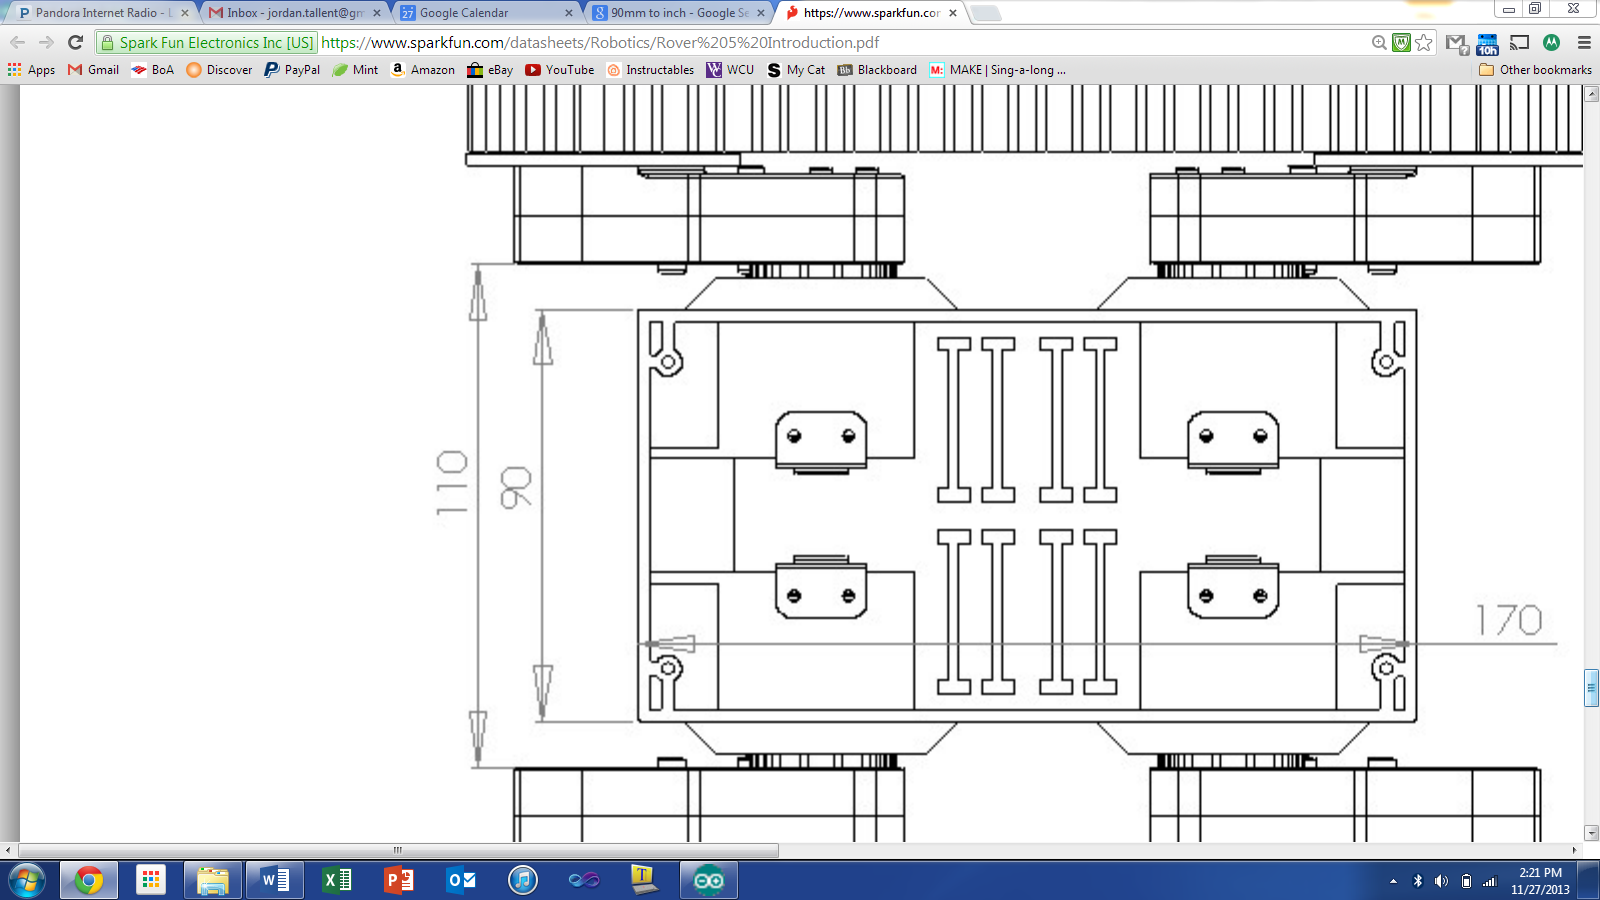 Pandora Internet Radio - L
Inbox - jordan.tallent@gm
27 Google Calendar
90mm to inch - Google Se
https://www.sparkfun.cor
Spark Fun Electronics Inc [US] https://www.sparkfun.com/datasheets/Robotics/Rover%205%20Introduction.pdf
10h
Apps Gmail BoA Discover PayPal Mint Amazon eBay YouTube Instructables WCU My Cat Blackboard MAKE | Sing-a-long ... Other bookmarks
110
90
170
2:21 PM
11/27/2013